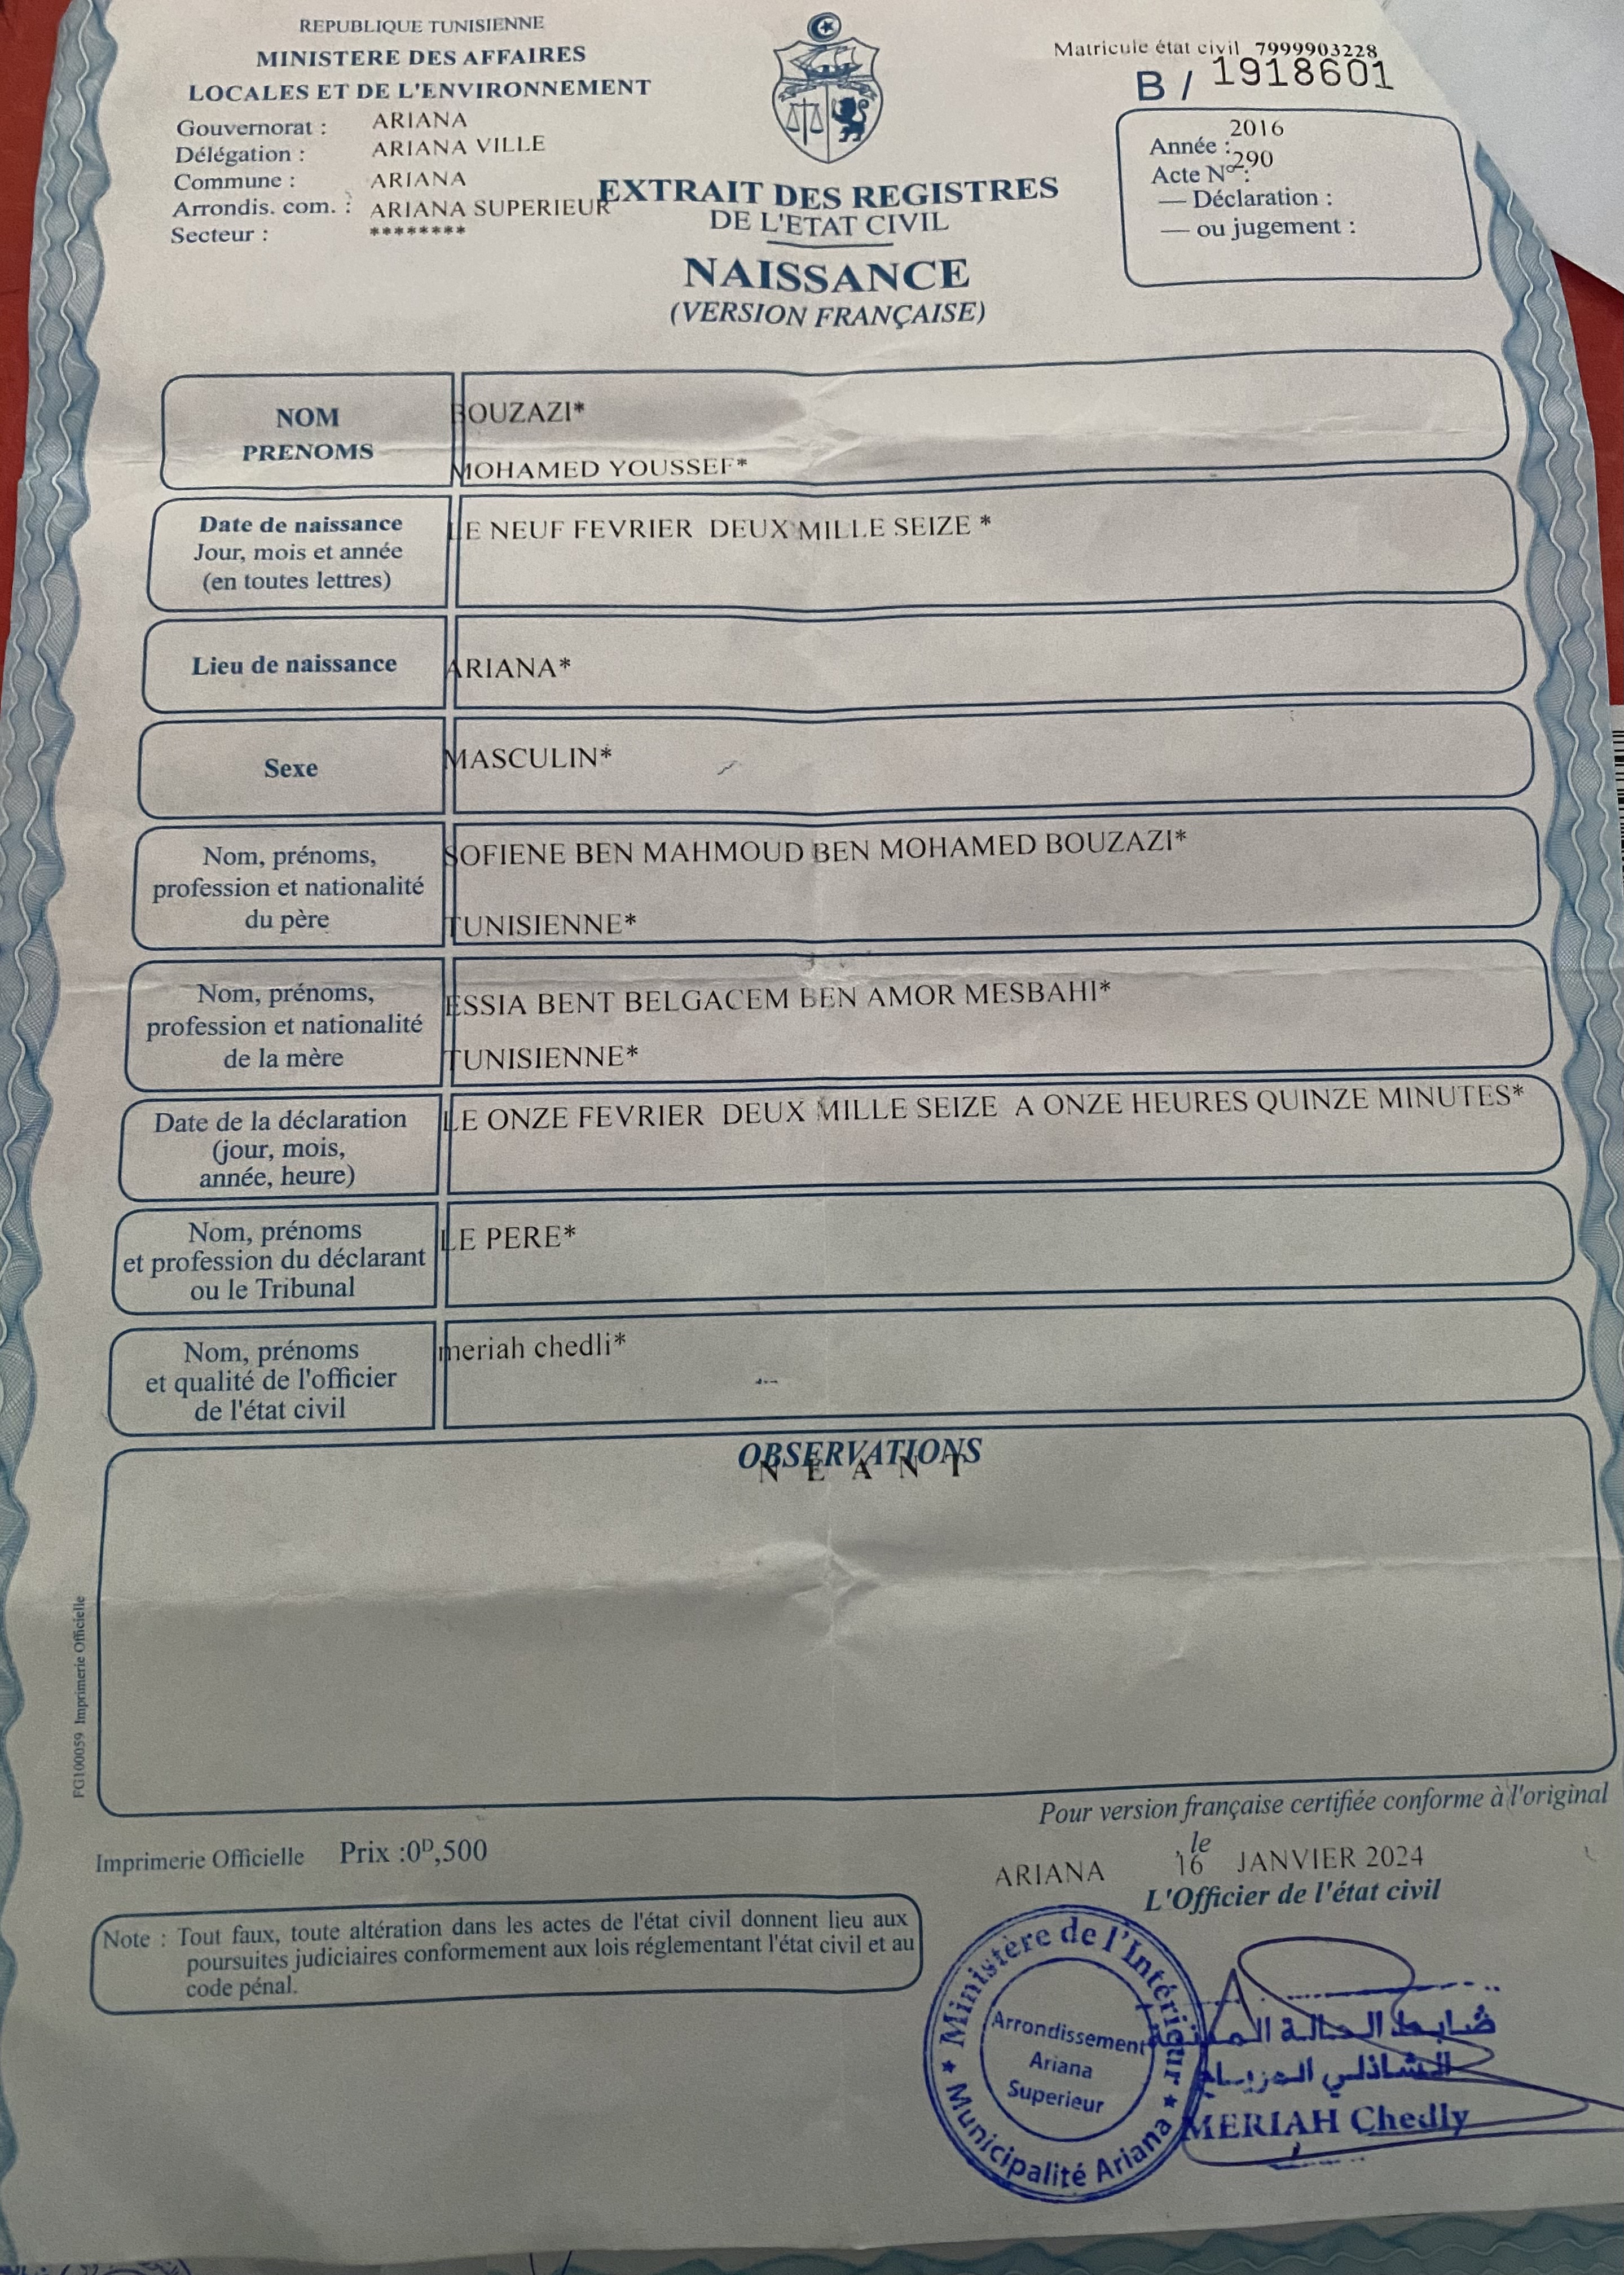 REPUBLIQUE TUNISIENNE
MINISTERE DES AFFAIRES
LOCALES ET DE L'ENVIRONNEMENT
Gouvernorat : ARIANA
Délégation : ARIANA VILLE
Commune : ARIANA
Arrondis. com. : ARIANA SUPERIEUR
Secteur : ********
Matricule état civil 7999903228
B / 1918601
Année : 2016
Acte N° : 290
— Déclaration :
— ou jugement :
EXTRAIT DES REGISTRES
DE L'ETAT CIVIL
NAISSANCE
(VERSION FRANÇAISE)
NOM
PRENOMS
BOUZAZI*
MOHAMED YOUSSEF*
Date de naissance
Jour, mois et année
(en toutes lettres)
LE NEUF FEVRIER DEUX MILLE SEIZE *
Lieu de naissance
ARIANA*
Sexe
MASCULIN*
Nom, prénoms,
profession et nationalité
du père
SOFIENE BEN MAHMOUD BEN MOHAMED BOUZAZI*
TUNISIENNE*
Nom, prénoms,
profession et nationalité
de la mère
ESSIA BENT BELGACEM BEN AMOR MESBAHI*
TUNISIENNE*
Date de la déclaration
(jour, mois,
année, heure)
LE ONZE FEVRIER DEUX MILLE SEIZE A ONZE HEURES QUINZE MINUTES*
Nom, prénoms
et profession du déclarant
ou le Tribunal
LE PERE*
Nom, prénoms
et qualité de l'officier
de l'état civil
meriah chedli*
OBSERVATIONS
N E A N T
FG100059 Imprimerie Officielle
Pour version française certifiée conforme à l'original
Imprimerie Officielle Prix :0ᴰ,500
ARIANA , le 16 JANVIER 2024
L'Officier de l'état civil
Note : Tout faux, toute altération dans les actes de l'état civil donnent lieu aux
poursuites judiciaires conformement aux lois réglementant l'état civil et au
code pénal.
Ministère de l'Intérieur
Arrondissement
Ariana
Superieur
Municipalité Ariana
ضابط الحالة المدنية
الشاذلي
MERIAH Chedly